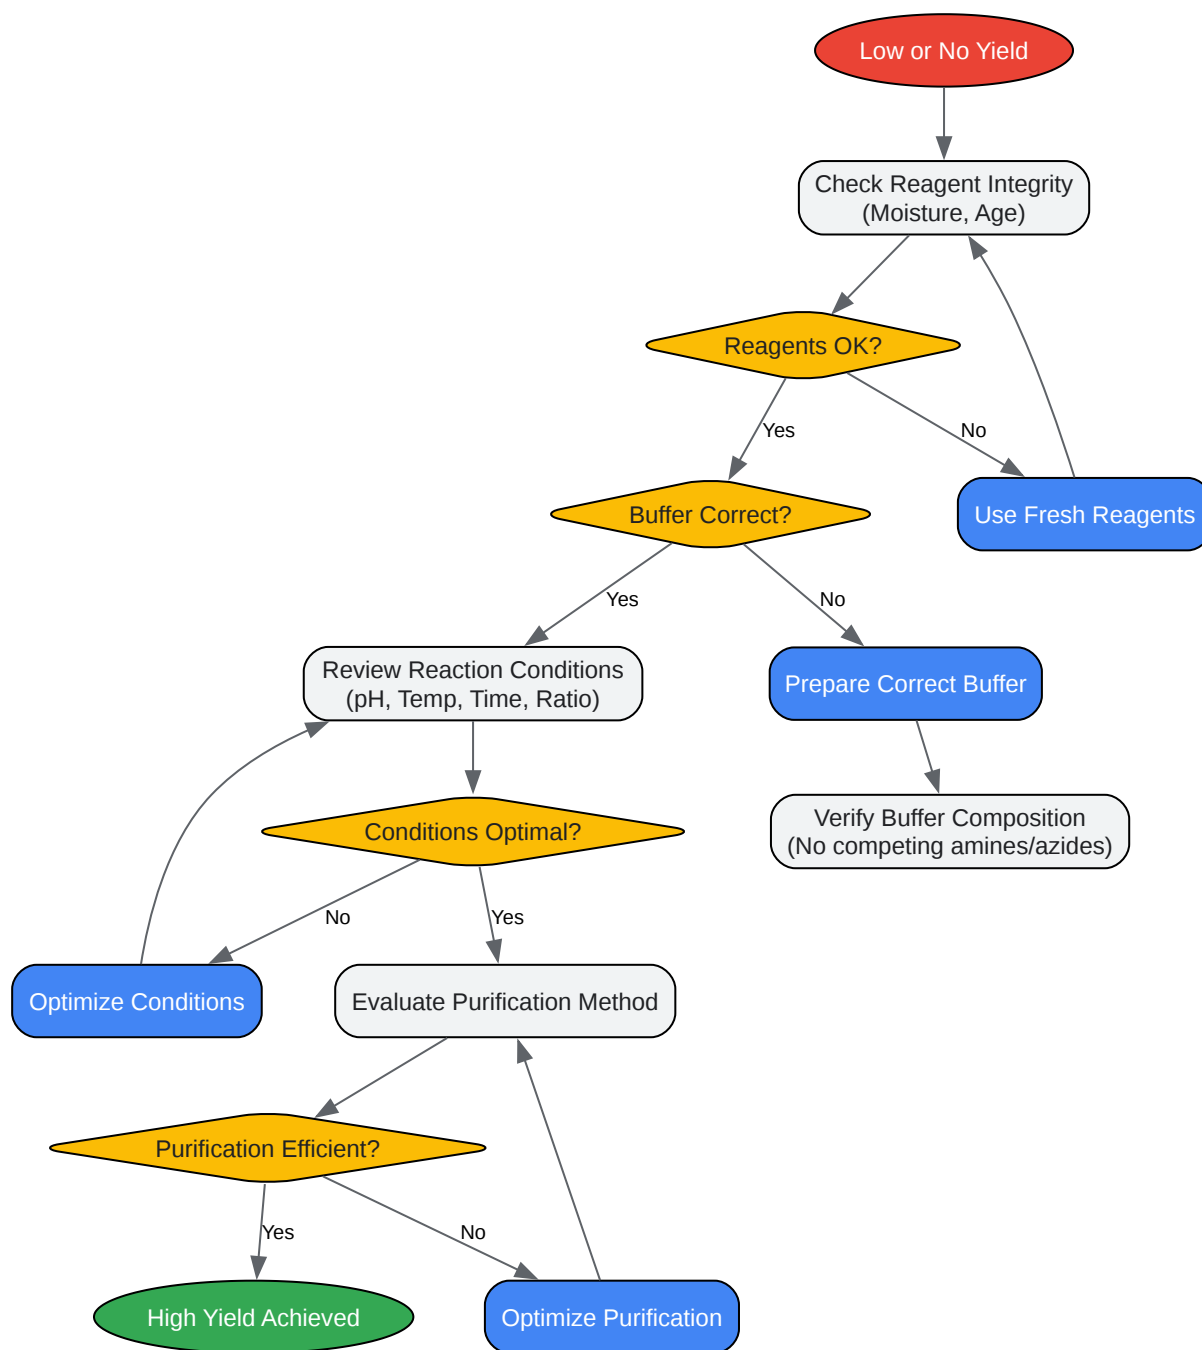 Low or No Yield
Check Reagent Integrity
(Moisture, Age)
Reagents OK?
Yes
No
Buffer Correct?
Use Fresh Reagents
Yes
No
Review Reaction Conditions
(pH, Temp, Time, Ratio)
Prepare Correct Buffer
Conditions Optimal?
Verify Buffer Composition
(No competing amines/azides)
No
Yes
Optimize Conditions
Evaluate Purification Method
Purification Efficient?
Yes
No
High Yield Achieved
Optimize Purification